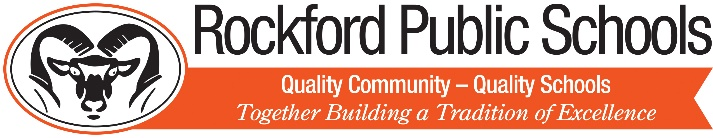 Rockford Public Schools
Quality Community – Quality Schools
Together Building a Tradition of Excellence